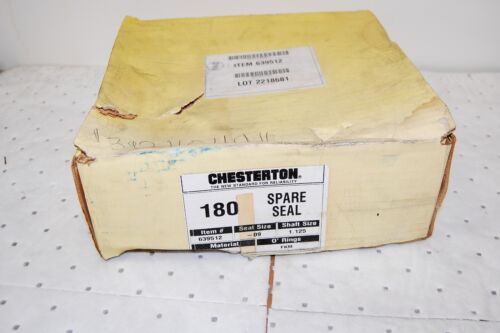 ITEM 639512
LOT 2218681
CHESTERTON
THE NEW STANDARD FOR RELIABILITY
180 SPARE SEAL
Item # Seal Size Shaft Size
639512 -09 1.125
Material O' Rings
FKM